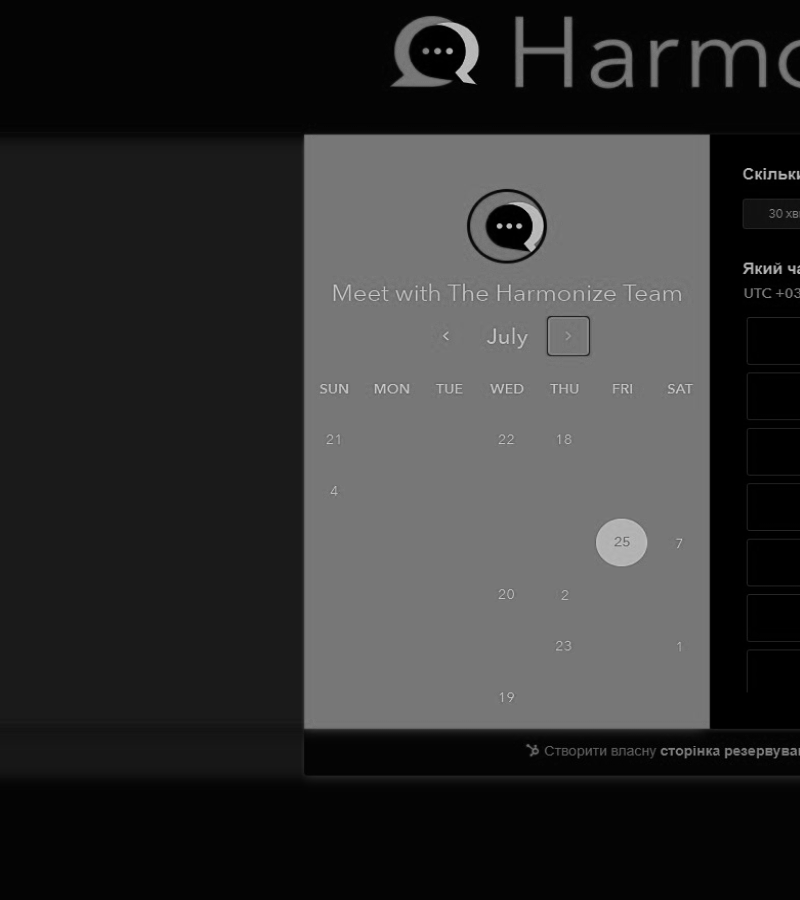 Harmo
Meet with The Harmonize Team
July
SUN MON TUE WED THU FRI SAT
21 22 18
4
25 7
20 2
23 1
19
Скільки
30 хв
Який ча
UTC +03
Створити власну сторінка резервува